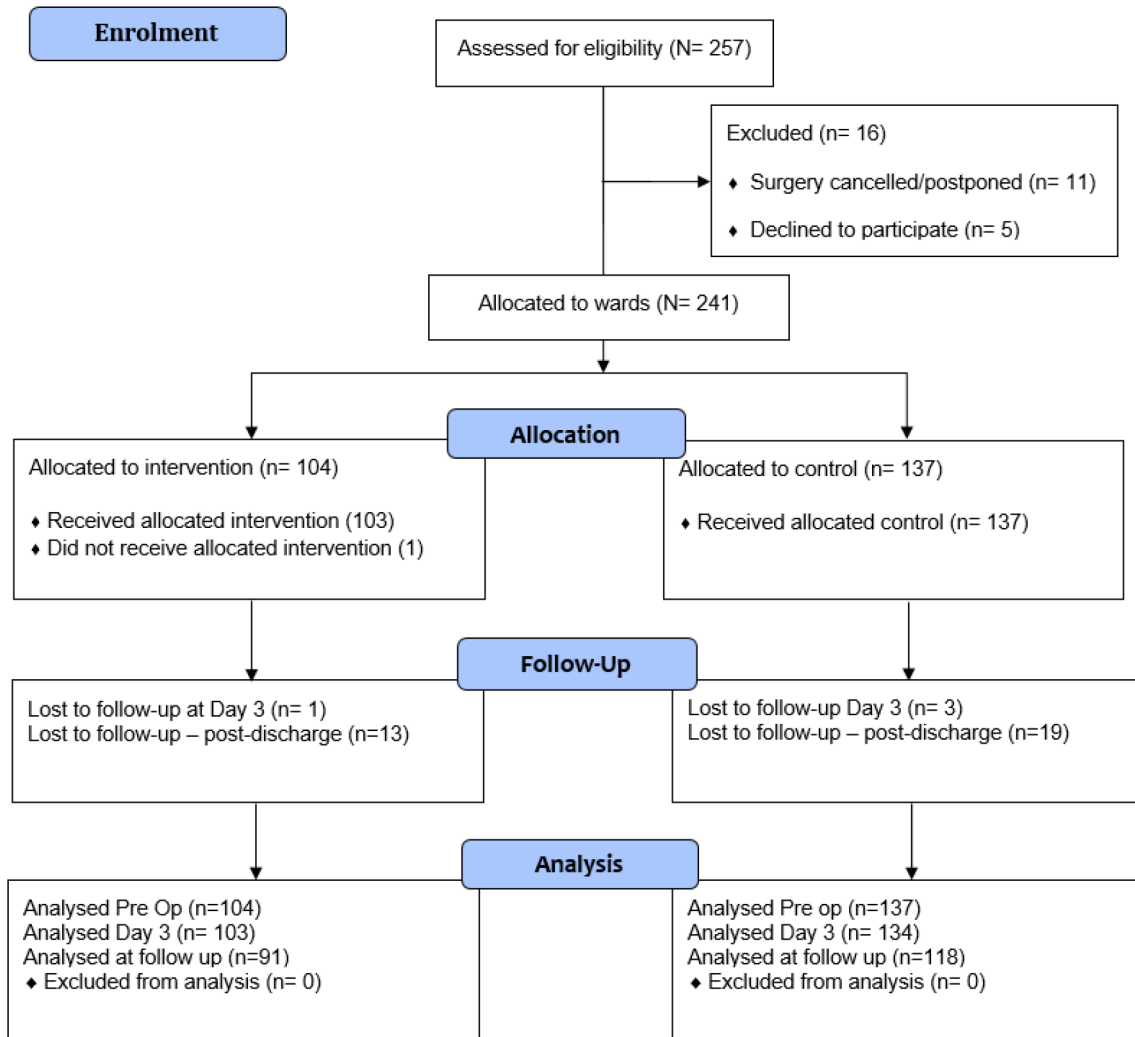 Enrolment
Assessed for eligibility (N= 257)
Excluded (n= 16)
♦ Surgery cancelled/postponed (n= 11)
♦ Declined to participate (n= 5)
Allocated to wards (N= 241)
Allocation
Allocated to intervention (n= 104)
♦ Received allocated intervention (103)
♦ Did not receive allocated intervention (1)
Allocated to control (n= 137)
♦ Received allocated control (n= 137)
Follow-Up
Lost to follow-up at Day 3 (n= 1)
Lost to follow-up – post-discharge (n=13)
Lost to follow-up Day 3 (n= 3)
Lost to follow-up – post-discharge (n=19)
Analysis
Analysed Pre Op (n=104)
Analysed Day 3 (n= 103)
Analysed at follow up (n=91)
♦ Excluded from analysis (n= 0)
Analysed Pre op (n=137)
Analysed Day 3 (n= 134)
Analysed at follow up (n=118)
♦ Excluded from analysis (n= 0)